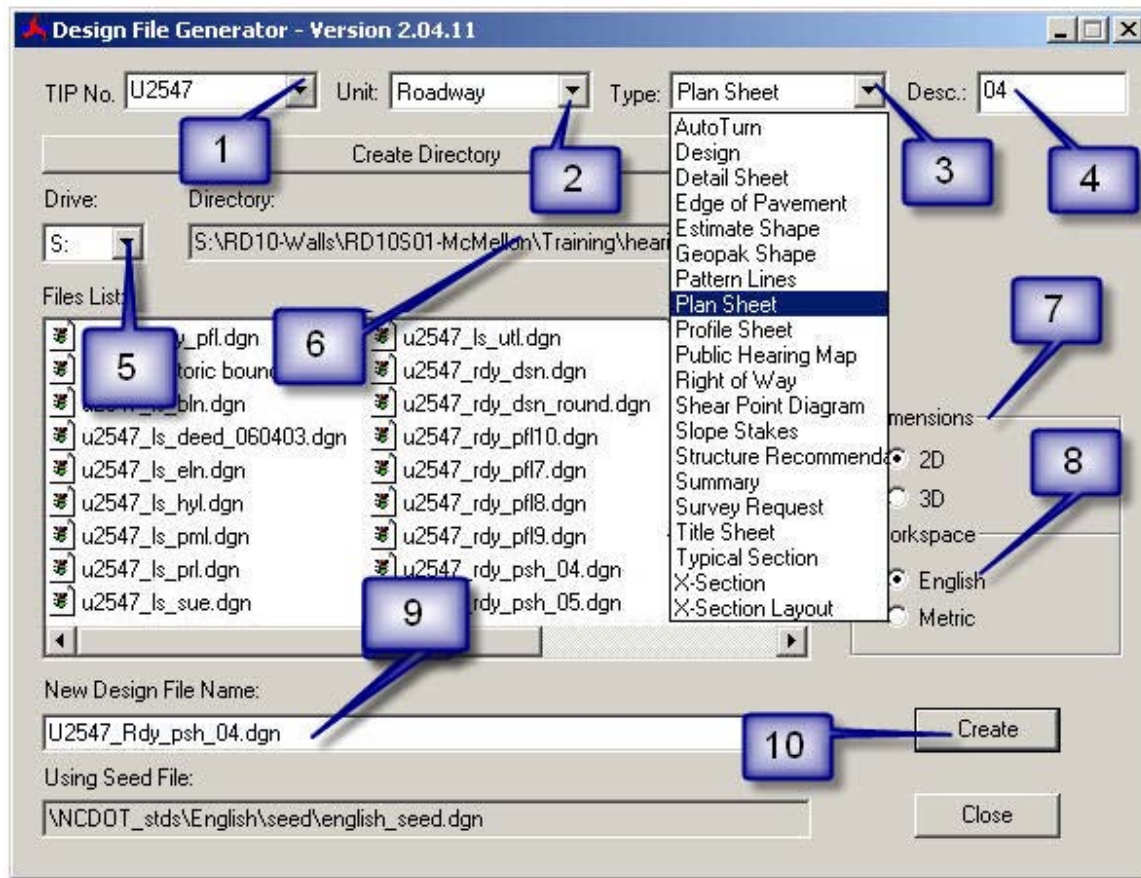 Design File Generator - Version 2.04.11
TIP No. U2547 Unit: Roadway Type: Plan Sheet Desc.: 04
1
2
3
4
Create Directory
Drive: Directory:
S: S:\RD10-Walls\RD10S01-McMellon\Training\heari
5
6
7
8
Files List:
y_pfl.dgn
toric boun
bln.dgn
u2547_ls_deed_060403.dgn
u2547_ls_eln.dgn
u2547_ls_hyl.dgn
u2547_ls_pml.dgn
u2547_ls_prl.dgn
u2547_ls_sue.dgn
u2547_ls_utl.dgn
u2547_rdy_dsn.dgn
u2547_rdy_dsn_round.dgn
u2547_rdy_pfl10.dgn
u2547_rdy_pfl7.dgn
u2547_rdy_pfl8.dgn
u2547_rdy_pfl9.dgn
u2547_rdy_psh_04.dgn
rdy_psh_05.dgn
AutoTurn
Design
Detail Sheet
Edge of Pavement
Estimate Shape
Geopak Shape
Pattern Lines
Plan Sheet
Profile Sheet
Public Hearing Map
Right of Way
Shear Point Diagram
Slope Stakes
Structure Recommenda
Summary
Survey Request
Title Sheet
Typical Section
X-Section
X-Section Layout
mensions
2D
3D
orkspace
English
Metric
9
New Design File Name:
U2547_Rdy_psh_04.dgn
10
Create
Using Seed File:
\NCDOT_stds\English\seed\english_seed.dgn
Close